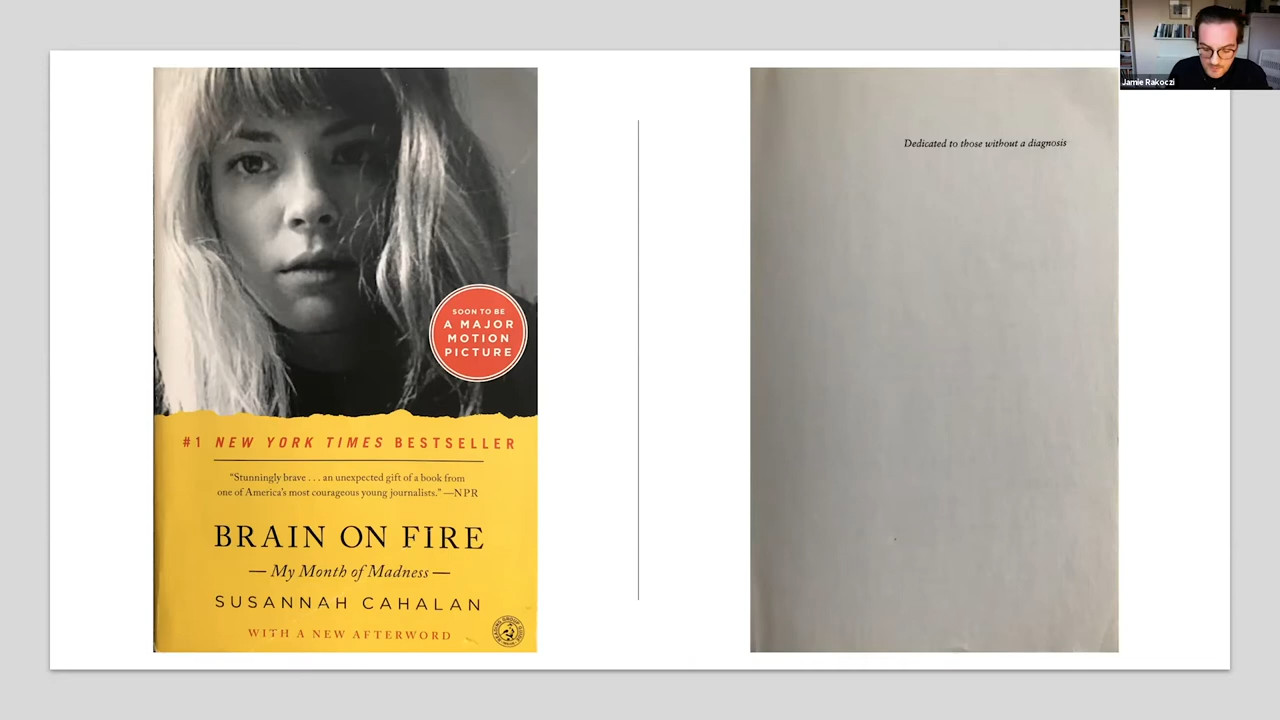 Jamie Rakoczi
Dedicated to those without a diagnosis
SOON TO BE
A MAJOR
MOTION
PICTURE
#1 NEW YORK TIMES BESTSELLER
“Stunningly brave . . . an unexpected gift of a book from
one of America’s most courageous young journalists.” —NPR
BRAIN ON FIRE
— My Month of Madness —
SUSANNAH CAHALAN
WITH A NEW AFTERWORD